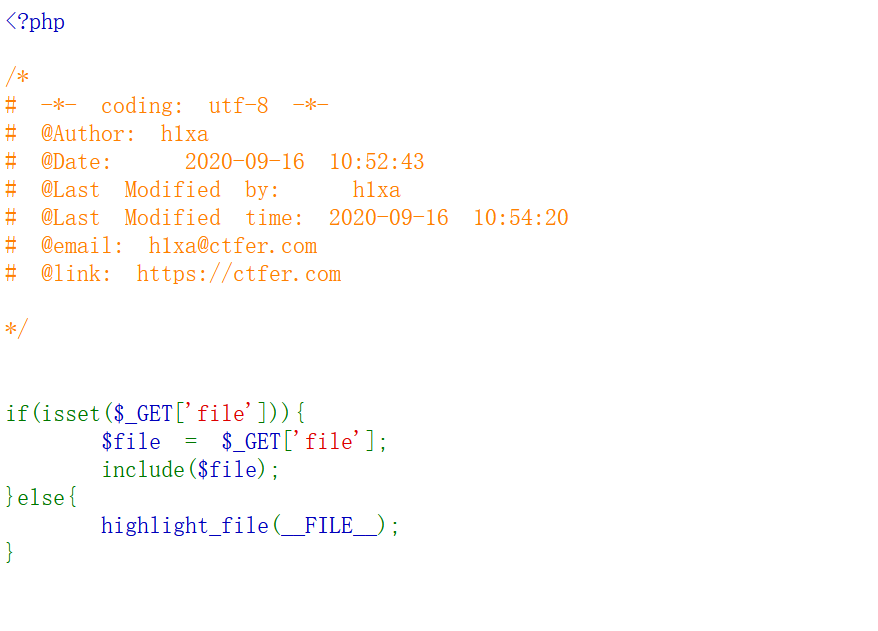 <?php
/*
# -*- coding: utf-8 -*-
# @Author: h1xa
# @Date:   2020-09-16 10:52:43
# @Last Modified by:   h1xa
# @Last Modified time: 2020-09-16 10:54:20
# @email: h1xa@ctfer.com
# @link: https://ctfer.com
*/
if(isset($_GET['file'])){
    $file = $_GET['file'];
    include($file);
}else{
    highlight_file(__FILE__);
}